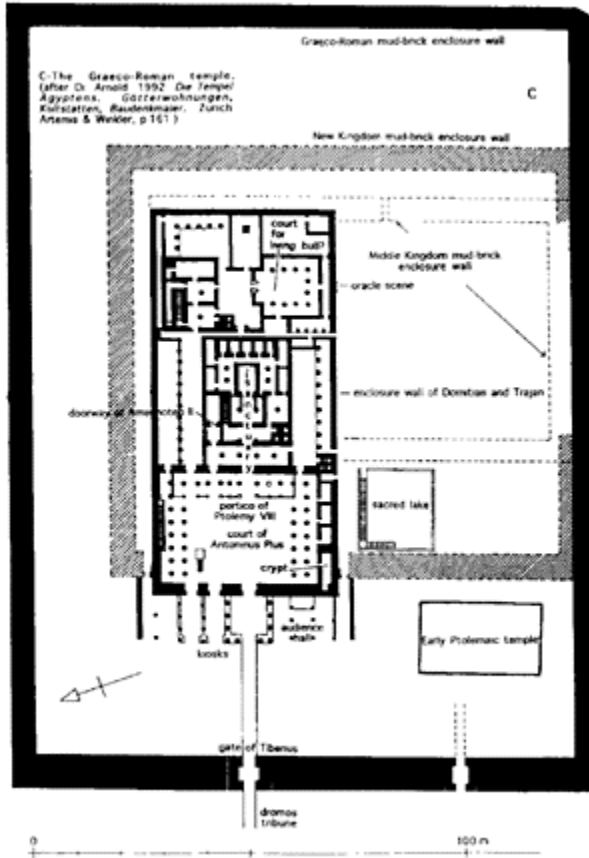 Graeco-Roman mud-brick enclosure wall
C-The Graeco-Roman temple.
(after D. Arnold 1992 Die Tempel
Ägyptens. Götterwohnungen,
Kultstätten, Baudenkmäler. Zurich
Artemis & Winkler, p 161)
C
New Kingdom mud-brick enclosure wall
court
for
living bull?
Middle Kingdom mud-brick
enclosure wall
oracle scene
enclosure wall of Domitian and Trajan
doorway of Amenhotep II
sanctuary
portico of
Ptolemy VIII
sacred lake
court of
Antoninus Pius
crypt
audience
hall
kiosks
Early Ptolemaic temple
gate of Tiberius
dromos
tribune
0
100 m